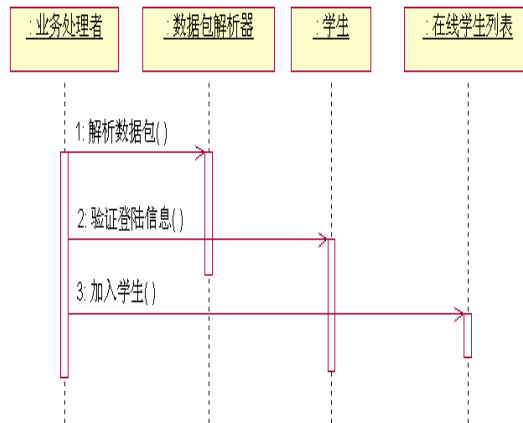 : 业务处理者
: 数据包解析器
: 学生
: 在线学生列表
1: 解析数据包( )
2: 验证登陆信息( )
3: 加入学生( )